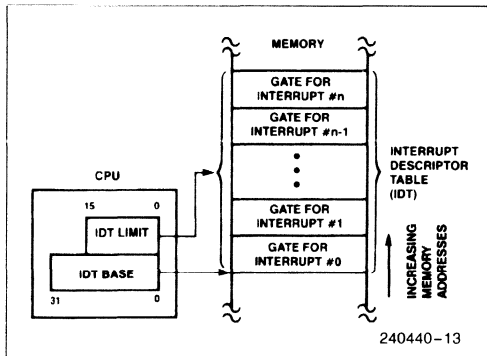 MEMORY
GATE FOR
INTERRUPT #n
GATE FOR
INTERRUPT #n-1
CPU
15 0
IDT LIMIT
IDT BASE
31 0
GATE FOR
INTERRUPT #1
GATE FOR
INTERRUPT #0
INTERRUPT
DESCRIPTOR
TABLE
(IDT)
INCREASING
MEMORY
ADDRESSES
240440-13